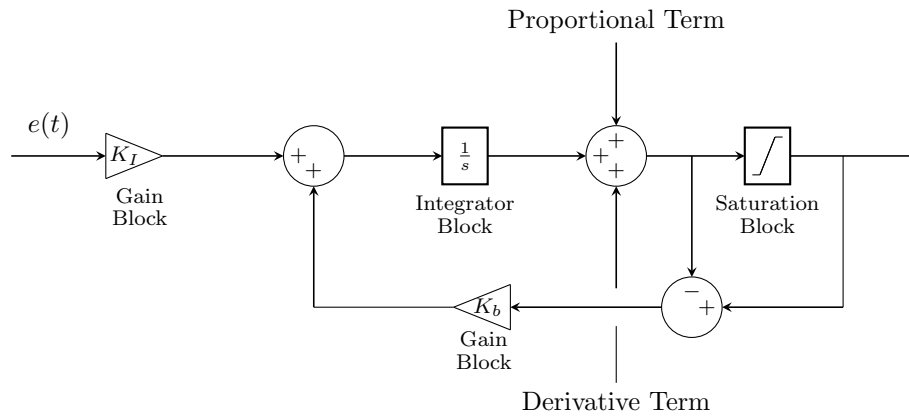 Proportional Term
e(t)
K_I
Gain
Block
+
+
1/s
Integrator
Block
+
+
+
Saturation
Block
−
+
K_b
Gain
Block
Derivative Term